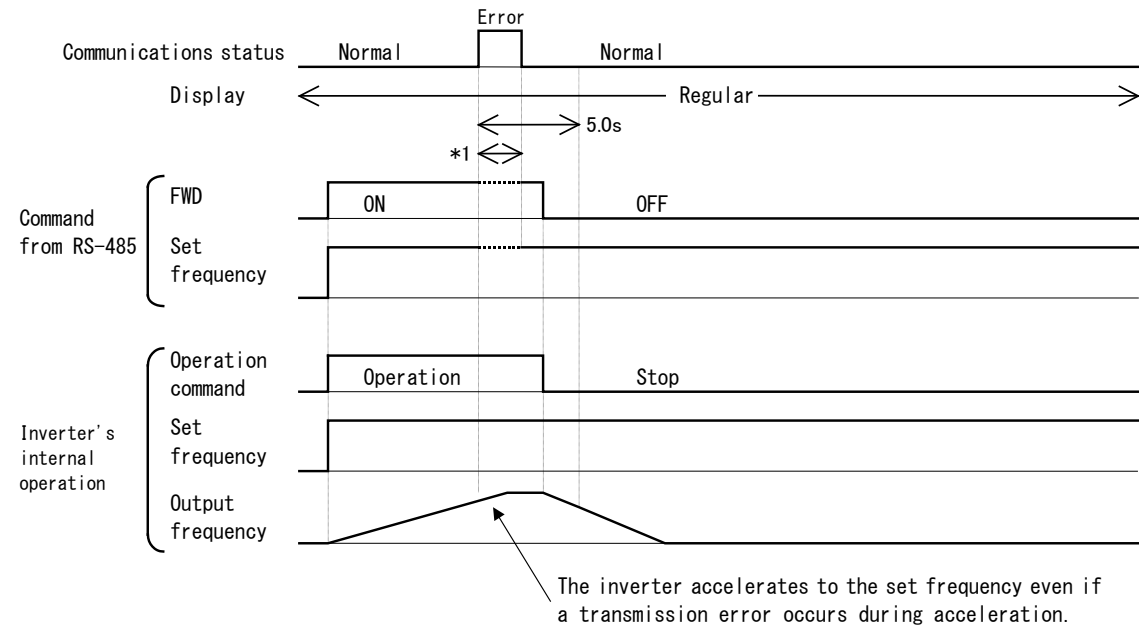 Error
Communications status Normal Normal
Display Regular
5.0s
*1
Command
from RS-485
FWD ON OFF
Set
frequency
Inverter's
internal
operation
Operation
command
Operation Stop
Set
frequency
Output
frequency
The inverter accelerates to the set frequency even if
a transmission error occurs during acceleration.